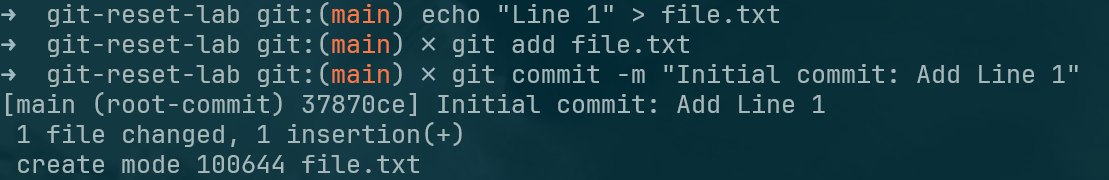 → git-reset-lab git:(main) echo "Line 1" > file.txt
→ git-reset-lab git:(main) × git add file.txt
→ git-reset-lab git:(main) × git commit -m "Initial commit: Add Line 1"
[main (root-commit) 37870ce] Initial commit: Add Line 1
 1 file changed, 1 insertion(+)
 create mode 100644 file.txt